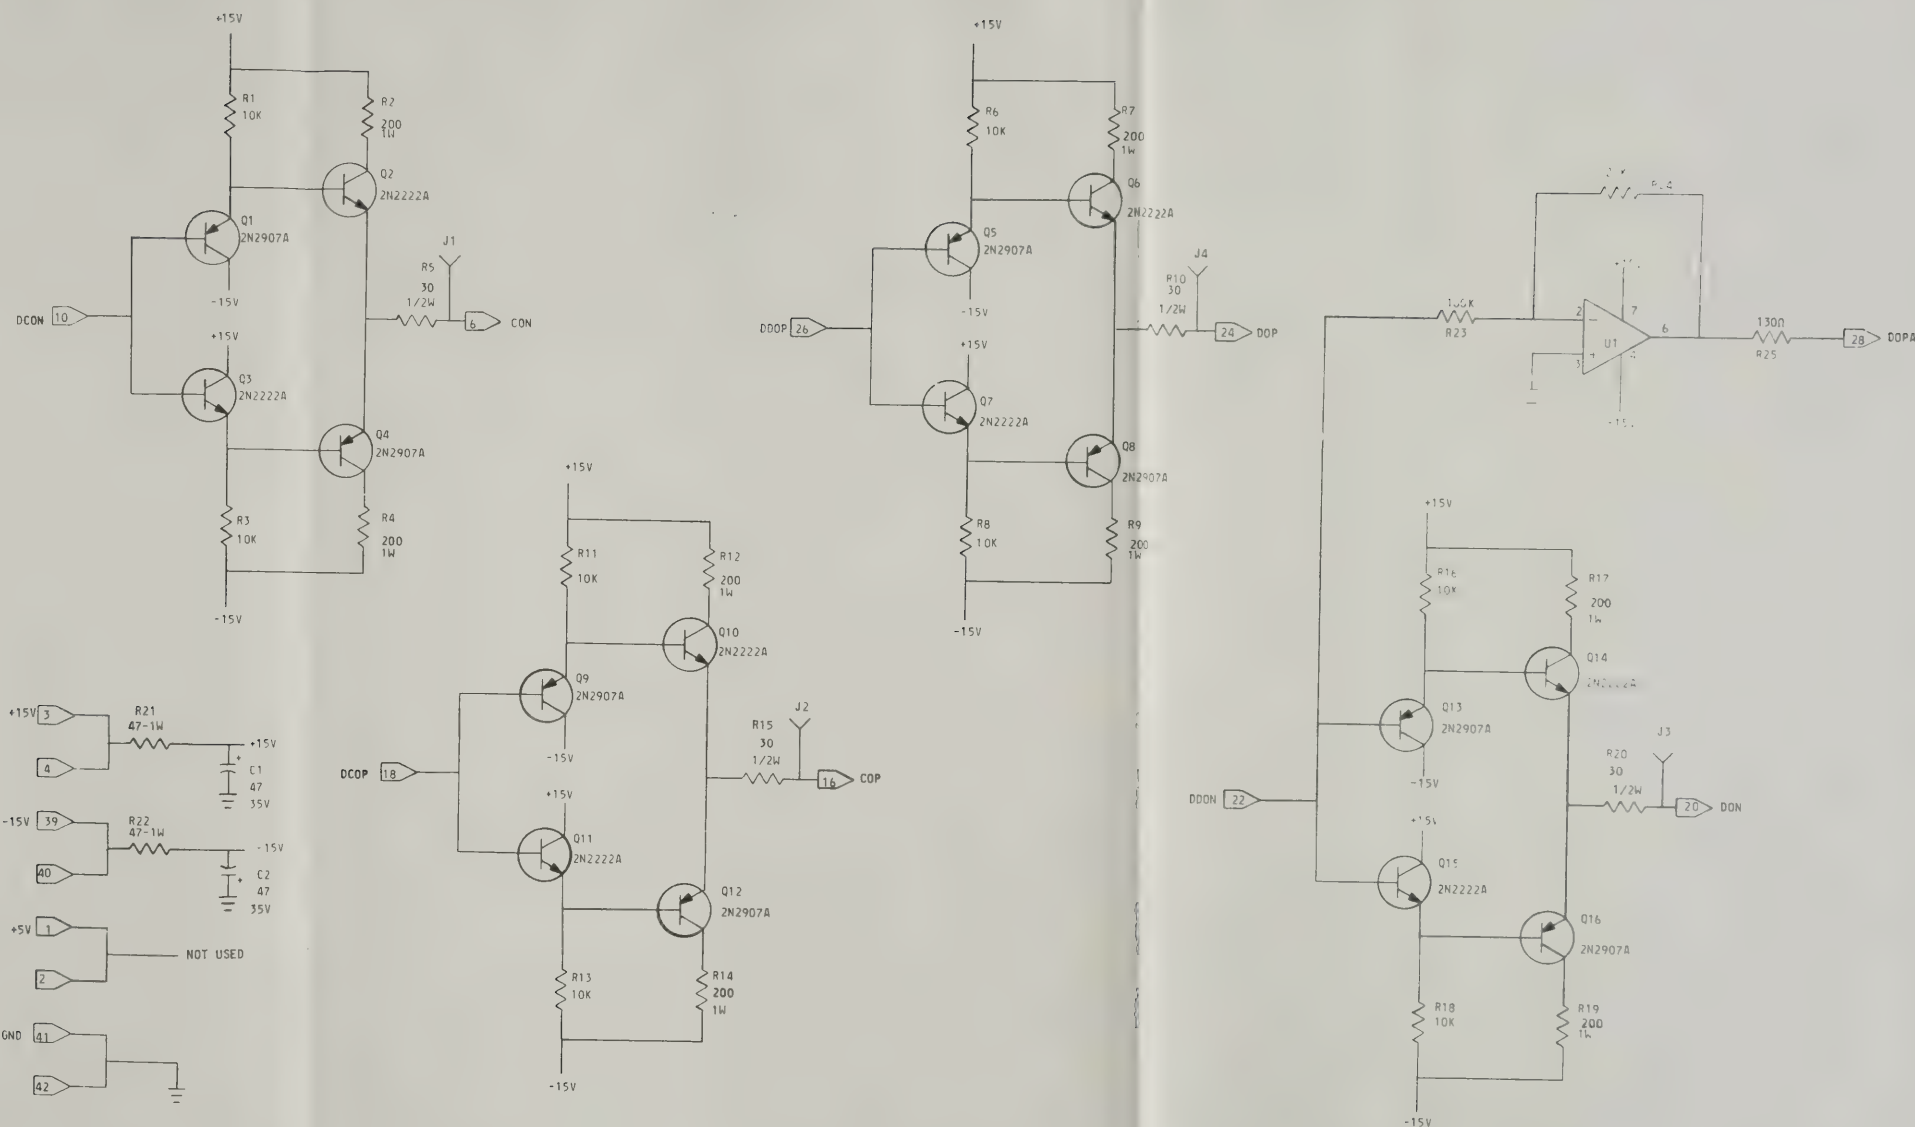 +15V
R1
10K
R2
200
1W
Q2
2N2222A
Q1
2N2907A
-15V
DCON 10
+15V
Q3
2N2222A
Q4
2N2907A
R3
10K
R4
200
1W
-15V
R5
30
1/2W
J1
6 CON
+15V
R6
10K
R7
200
1W
Q6
2N2222A
Q5
2N2907A
-15V
DDOP 26
+15V
Q7
2N2222A
Q8
2N2907A
R8
10K
R9
200
1W
-15V
J4
R10
30
1/2W
24 DOP
R23
2
3
7
6
4
U1
130Ω
R25
28 DOPA
+15V
R11
10K
R12
200
1W
Q10
2N2222A
Q9
2N2907A
-15V
DCOP 18
+15V
Q11
2N2222A
Q12
2N2907A
R13
10K
R14
200
1W
-15V
J2
R15
30
1/2W
16 COP
+15V
R16
10K
R17
200
1W
Q14
2N2222A
Q13
2N2907A
-15V
DDON 22
+15V
Q15
2N2222A
Q16
2N2907A
R18
10K
R19
200
1W
-15V
J3
R20
30
1/2W
20 DON
+15V 3
4
R21
47-1W
+15V
+
C1
47
35V
-15V 39
40
R22
47-1W
-15V
+
C2
47
35V
+5V 1
2
NOT USED
GND 41
42